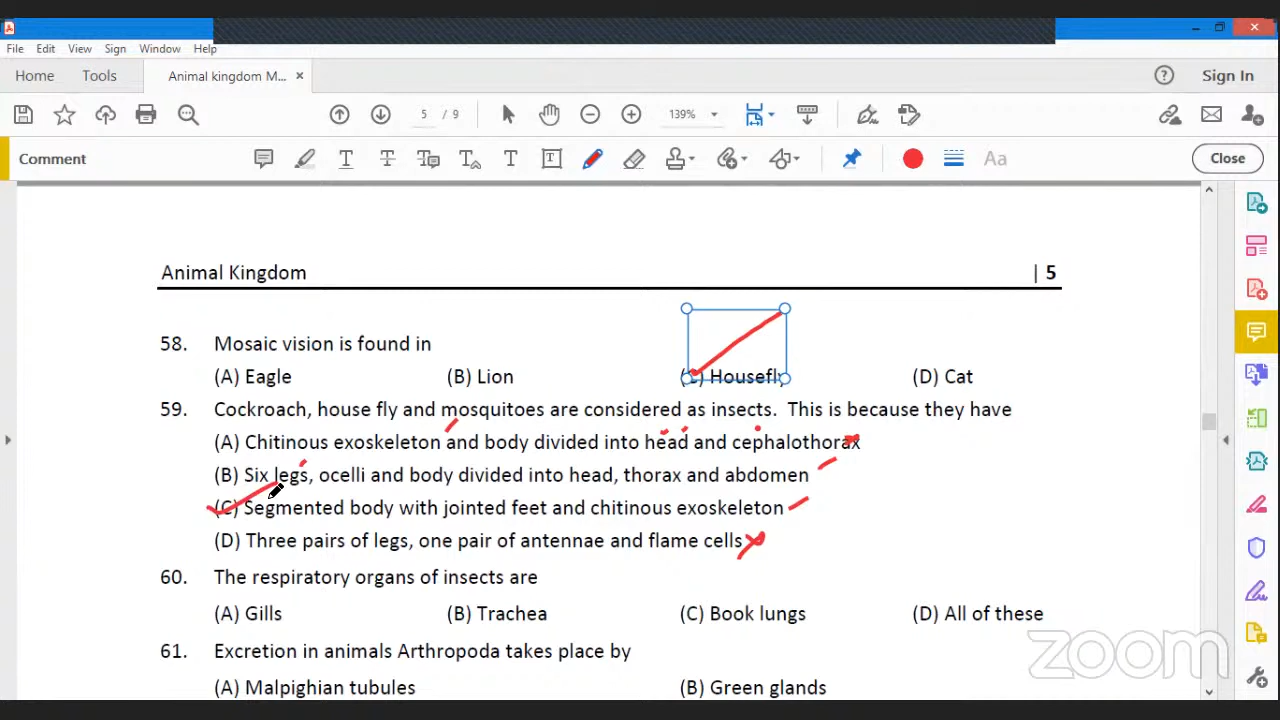 File Edit View Sign Window Help
Home Tools Animal kingdom M... × Sign In
5 / 9 139%
Comment Aa Close
Animal Kingdom | 5
58. Mosaic vision is found in
(A) Eagle (B) Lion (C) Housefly (D) Cat
59. Cockroach, house fly and mosquitoes are considered as insects. This is because they have
(A) Chitinous exoskeleton and body divided into head and cephalothorax
(B) Six legs, ocelli and body divided into head, thorax and abdomen
(C) Segmented body with jointed feet and chitinous exoskeleton
(D) Three pairs of legs, one pair of antennae and flame cells
60. The respiratory organs of insects are
(A) Gills (B) Trachea (C) Book lungs (D) All of these
61. Excretion in animals Arthropoda takes place by
(A) Malpighian tubules (B) Green glands
zoom